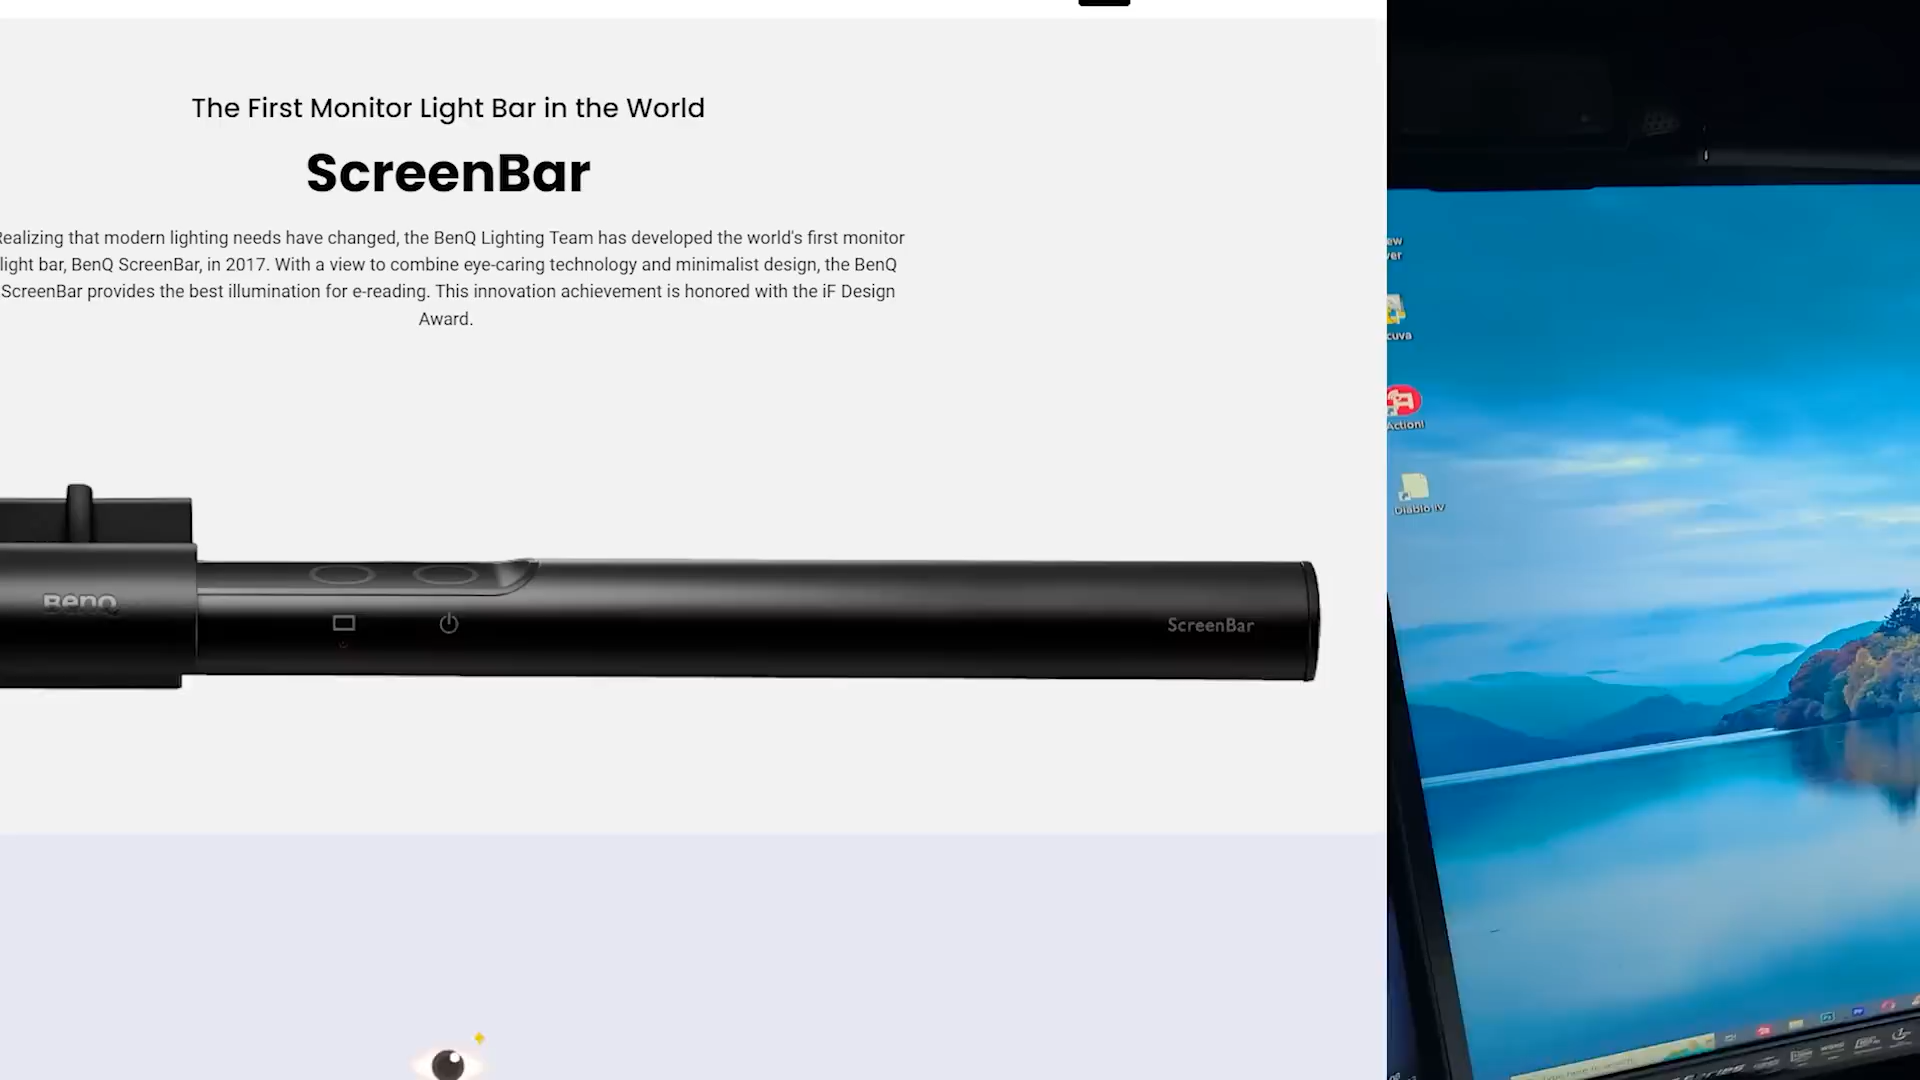 The First Monitor Light Bar in the World
ScreenBar
Realizing that modern lighting needs have changed, the BenQ Lighting Team has developed the world's first monitor
light bar, BenQ ScreenBar, in 2017. With a view to combine eye-caring technology and minimalist design, the BenQ
ScreenBar provides the best illumination for e-reading. This innovation achievement is honored with the iF Design
Award.
BenQ
ScreenBar
Action!
Diablo IV